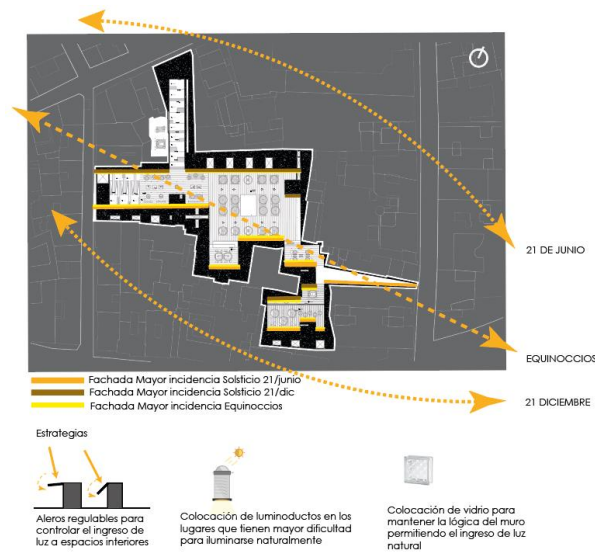 21 DE JUNIO
EQUINOCCIOS
21 DICIEMBRE
Fachada Mayor incidencia Solsticio 21/junio
Fachada Mayor incidencia Solsticio 21/dic
Fachada Mayor incidencia Equinoccios
Estrategias
Aleros regulables para
controlar el ingreso de
luz a espacios interiores
Colocación de luminoductos en los
lugares que tienen mayor dificultad
para iluminarse naturalmente
Colocación de vidrio para
mantener la lógica del muro
permitiendo el ingreso de luz
natural